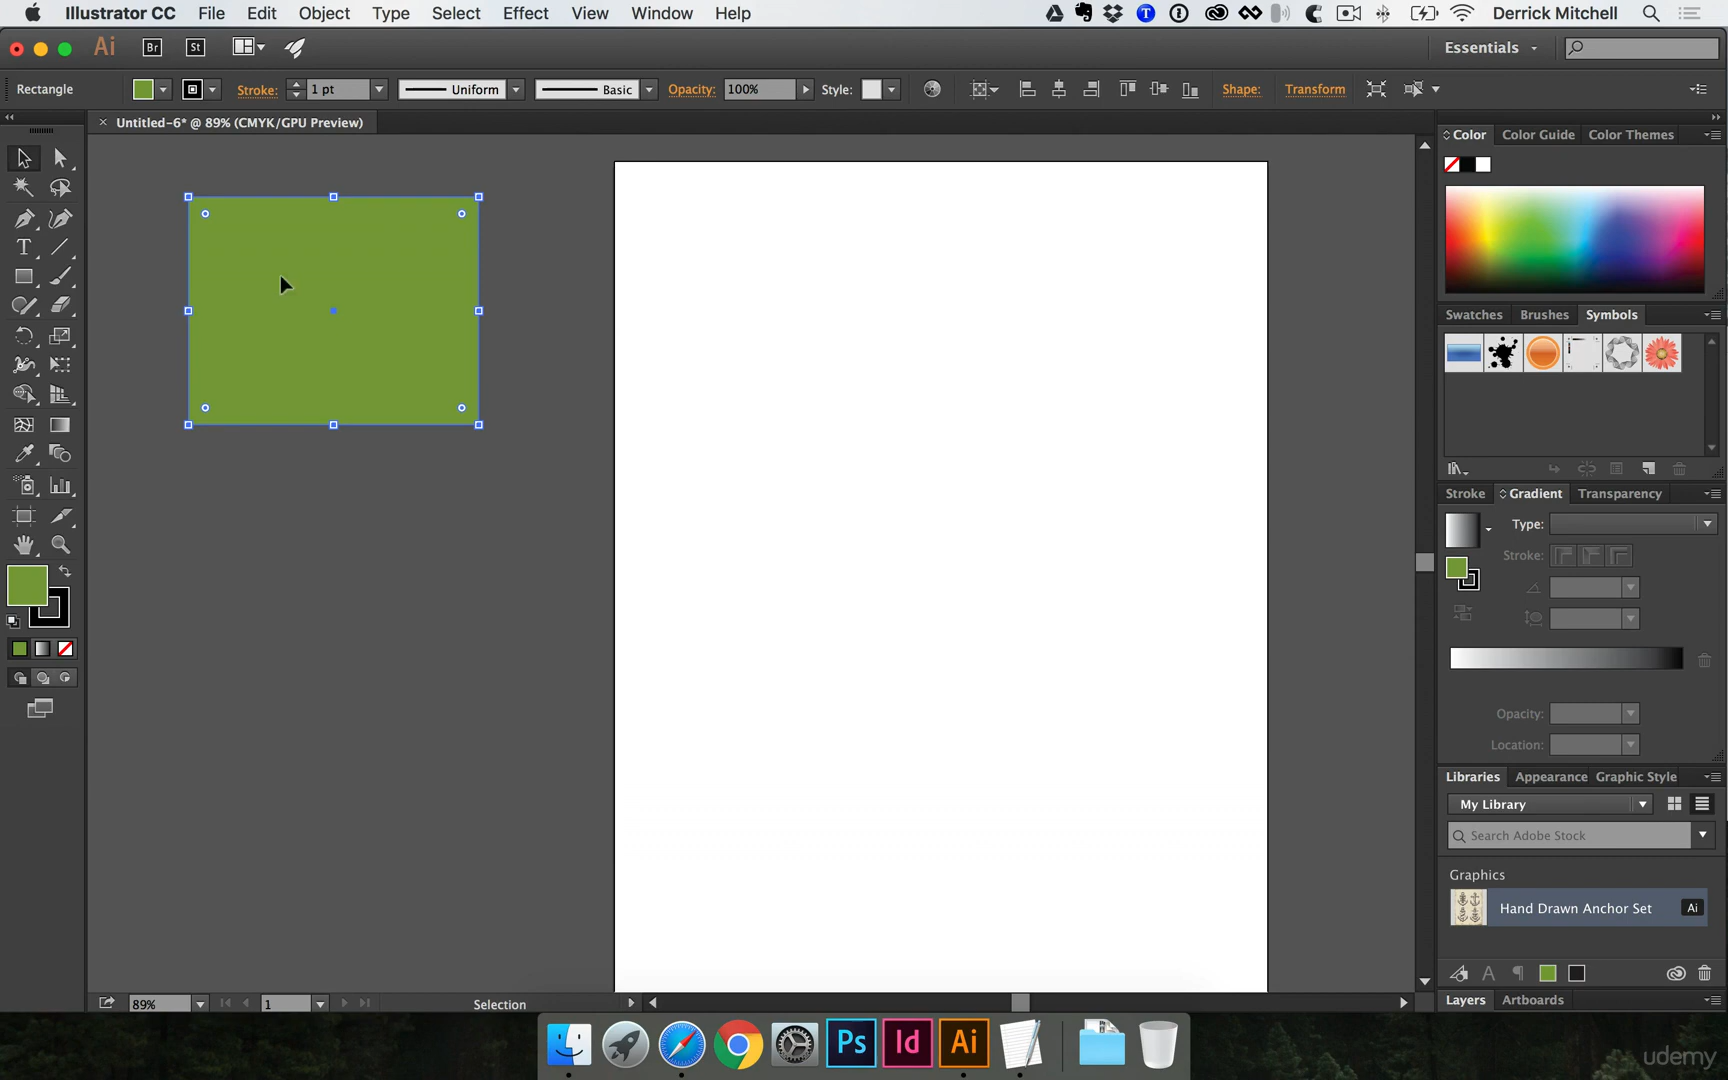 Illustrator CC File Edit Object Type Select Effect View Window Help Derrick Mitchell
Ai Br St Essentials
Rectangle Stroke: 1 pt Uniform Basic Opacity: 100% Style: Shape: Transform
Untitled-6* @ 89% (CMYK/GPU Preview)
Color Color Guide Color Themes
Swatches Brushes Symbols
Stroke Gradient Transparency
Type:
Stroke:
Opacity:
Location:
Libraries Appearance Graphic Style
My Library
Search Adobe Stock
Graphics
Hand Drawn Anchor Set Ai
Layers Artboards
89% 1 Selection
Ps Id Ai
udemy